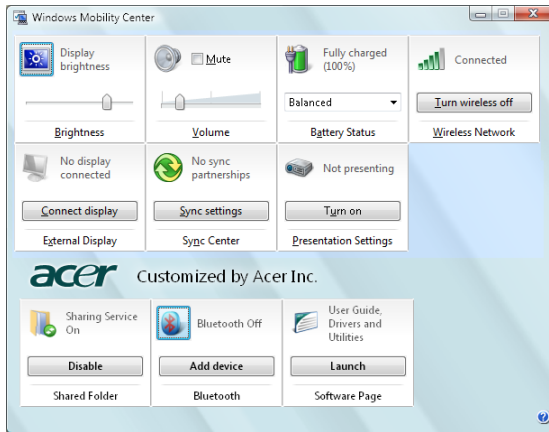 Windows Mobility Center
Display
brightness
Brightness
Mute
Volume
Fully charged
(100%)
Balanced
Battery Status
Connected
Turn wireless off
Wireless Network
No display
connected
Connect display
External Display
No sync
partnerships
Sync settings
Sync Center
Not presenting
Turn on
Presentation Settings
acer Customized by Acer Inc.
Sharing Service
On
Disable
Shared Folder
Bluetooth Off
Add device
Bluetooth
User Guide,
Drivers and
Utilities
Launch
Software Page